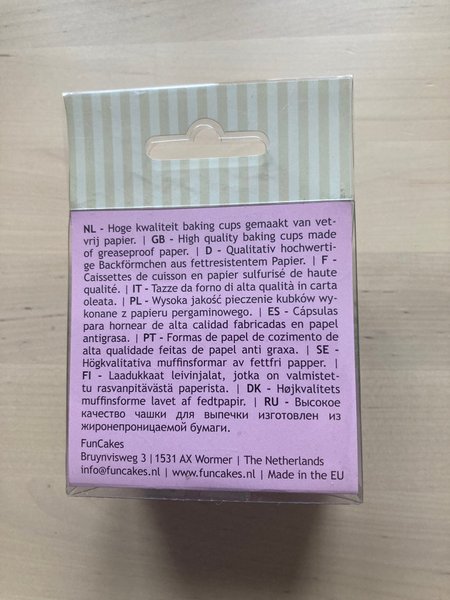 NL - Hoge kwaliteit baking cups gemaakt van vet-
vrij papier. | GB - High quality baking cups made
of greaseproof paper. | D - Qualitativ hochwerti-
ge Backförmchen aus fettresistentem Papier. | F -
Caissettes de cuisson en papier sulfurisé de haute
qualité. | IT - Tazze da forno di alta qualità in carta
oleata. | PL - Wysoka jakość pieczenie kubków wy-
konane z papieru pergaminowego. | ES - Cápsulas
para hornear de alta calidad fabricadas en papel
antigrasa. | PT - Formas de papel de cozimento de
alta qualidade feitas de papel anti graxa. | SE -
Högkvalitativa muffinsformar av fettfri papper. |
FI - Laadukkaat leivinjalat, jotka on valmistet-
tu rasvanpitävästä paperista. | DK - Højkvalitets
muffinsforme lavet af fedtpapir. | RU - Высокое
качество чашки для выпечки изготовлен из
жиронепроницаемой бумаги.
FunCakes
Bruynvisweg 3 | 1531 AX Wormer | The Netherlands
info@funcakes.nl | www.funcakes.nl | Made in the EU